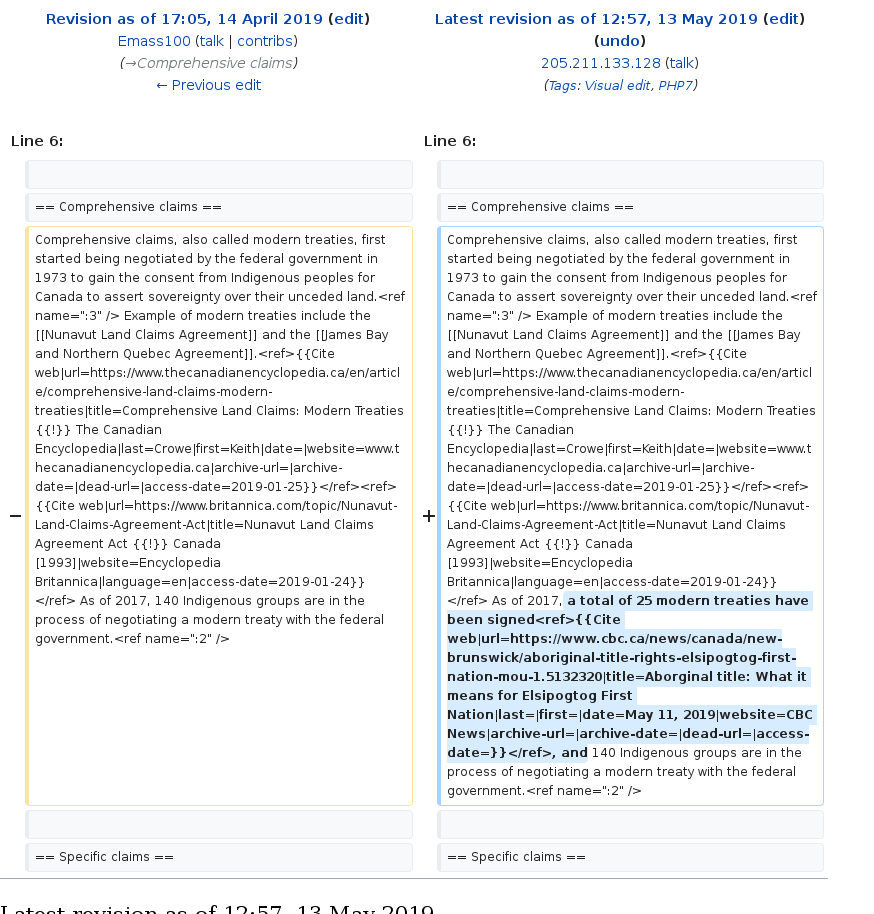 Revision as of 17:05, 14 April 2019 (edit)
Emass100 (talk | contribs)
(→Comprehensive claims)
← Previous edit
Latest revision as of 12:57, 13 May 2019 (edit)
(undo)
205.211.133.128 (talk)
(Tags: Visual edit, PHP7)
Line 6:
Line 6:
== Comprehensive claims ==
== Comprehensive claims ==
−
Comprehensive claims, also called modern treaties, first
started being negotiated by the federal government in
1973 to gain the consent from Indigenous peoples for
Canada to assert sovereignty over their unceded land.<ref
name=":3" /> Example of modern treaties include the
[[Nunavut Land Claims Agreement]] and the [[James Bay
and Northern Quebec Agreement]].<ref>{{Cite
web|url=https://www.thecanadianencyclopedia.ca/en/articl
e/comprehensive-land-claims-modern-
treaties|title=Comprehensive Land Claims: Modern Treaties
{{!}} The Canadian
Encyclopedia|last=Crowe|first=Keith|date=|website=www.t
hecanadianencyclopedia.ca|archive-url=|archive-
date=|dead-url=|access-date=2019-01-25}}</ref><ref>
{{Cite web|url=https://www.britannica.com/topic/Nunavut-
Land-Claims-Agreement-Act|title=Nunavut Land Claims
Agreement Act {{!}} Canada
[1993]|website=Encyclopedia
Britannica|language=en|access-date=2019-01-24}}
</ref> As of 2017, 140 Indigenous groups are in the
process of negotiating a modern treaty with the federal
government.<ref name=":2" />
+
Comprehensive claims, also called modern treaties, first
started being negotiated by the federal government in
1973 to gain the consent from Indigenous peoples for
Canada to assert sovereignty over their unceded land.<ref
name=":3" /> Example of modern treaties include the
[[Nunavut Land Claims Agreement]] and the [[James Bay
and Northern Quebec Agreement]].<ref>{{Cite
web|url=https://www.thecanadianencyclopedia.ca/en/articl
e/comprehensive-land-claims-modern-
treaties|title=Comprehensive Land Claims: Modern Treaties
{{!}} The Canadian
Encyclopedia|last=Crowe|first=Keith|date=|website=www.t
hecanadianencyclopedia.ca|archive-url=|archive-
date=|dead-url=|access-date=2019-01-25}}</ref><ref>
{{Cite web|url=https://www.britannica.com/topic/Nunavut-
Land-Claims-Agreement-Act|title=Nunavut Land Claims
Agreement Act {{!}} Canada
[1993]|website=Encyclopedia
Britannica|language=en|access-date=2019-01-24}}
</ref> As of 2017, a total of 25 modern treaties have
been signed<ref>{{Cite
web|url=https://www.cbc.ca/news/canada/new-
brunswick/aboriginal-title-rights-elsipogtog-first-
nation-mou-1.5132320|title=Aborginal title: What it
means for Elsipogtog First
Nation|last=|first=|date=May 11, 2019|website=CBC
News|archive-url=|archive-date=|dead-url=|access-
date=}}</ref>, and 140 Indigenous groups are in the
process of negotiating a modern treaty with the federal
government.<ref name=":2" />
== Specific claims ==
== Specific claims ==
Latest revision as of 12:57, 13 May 2019